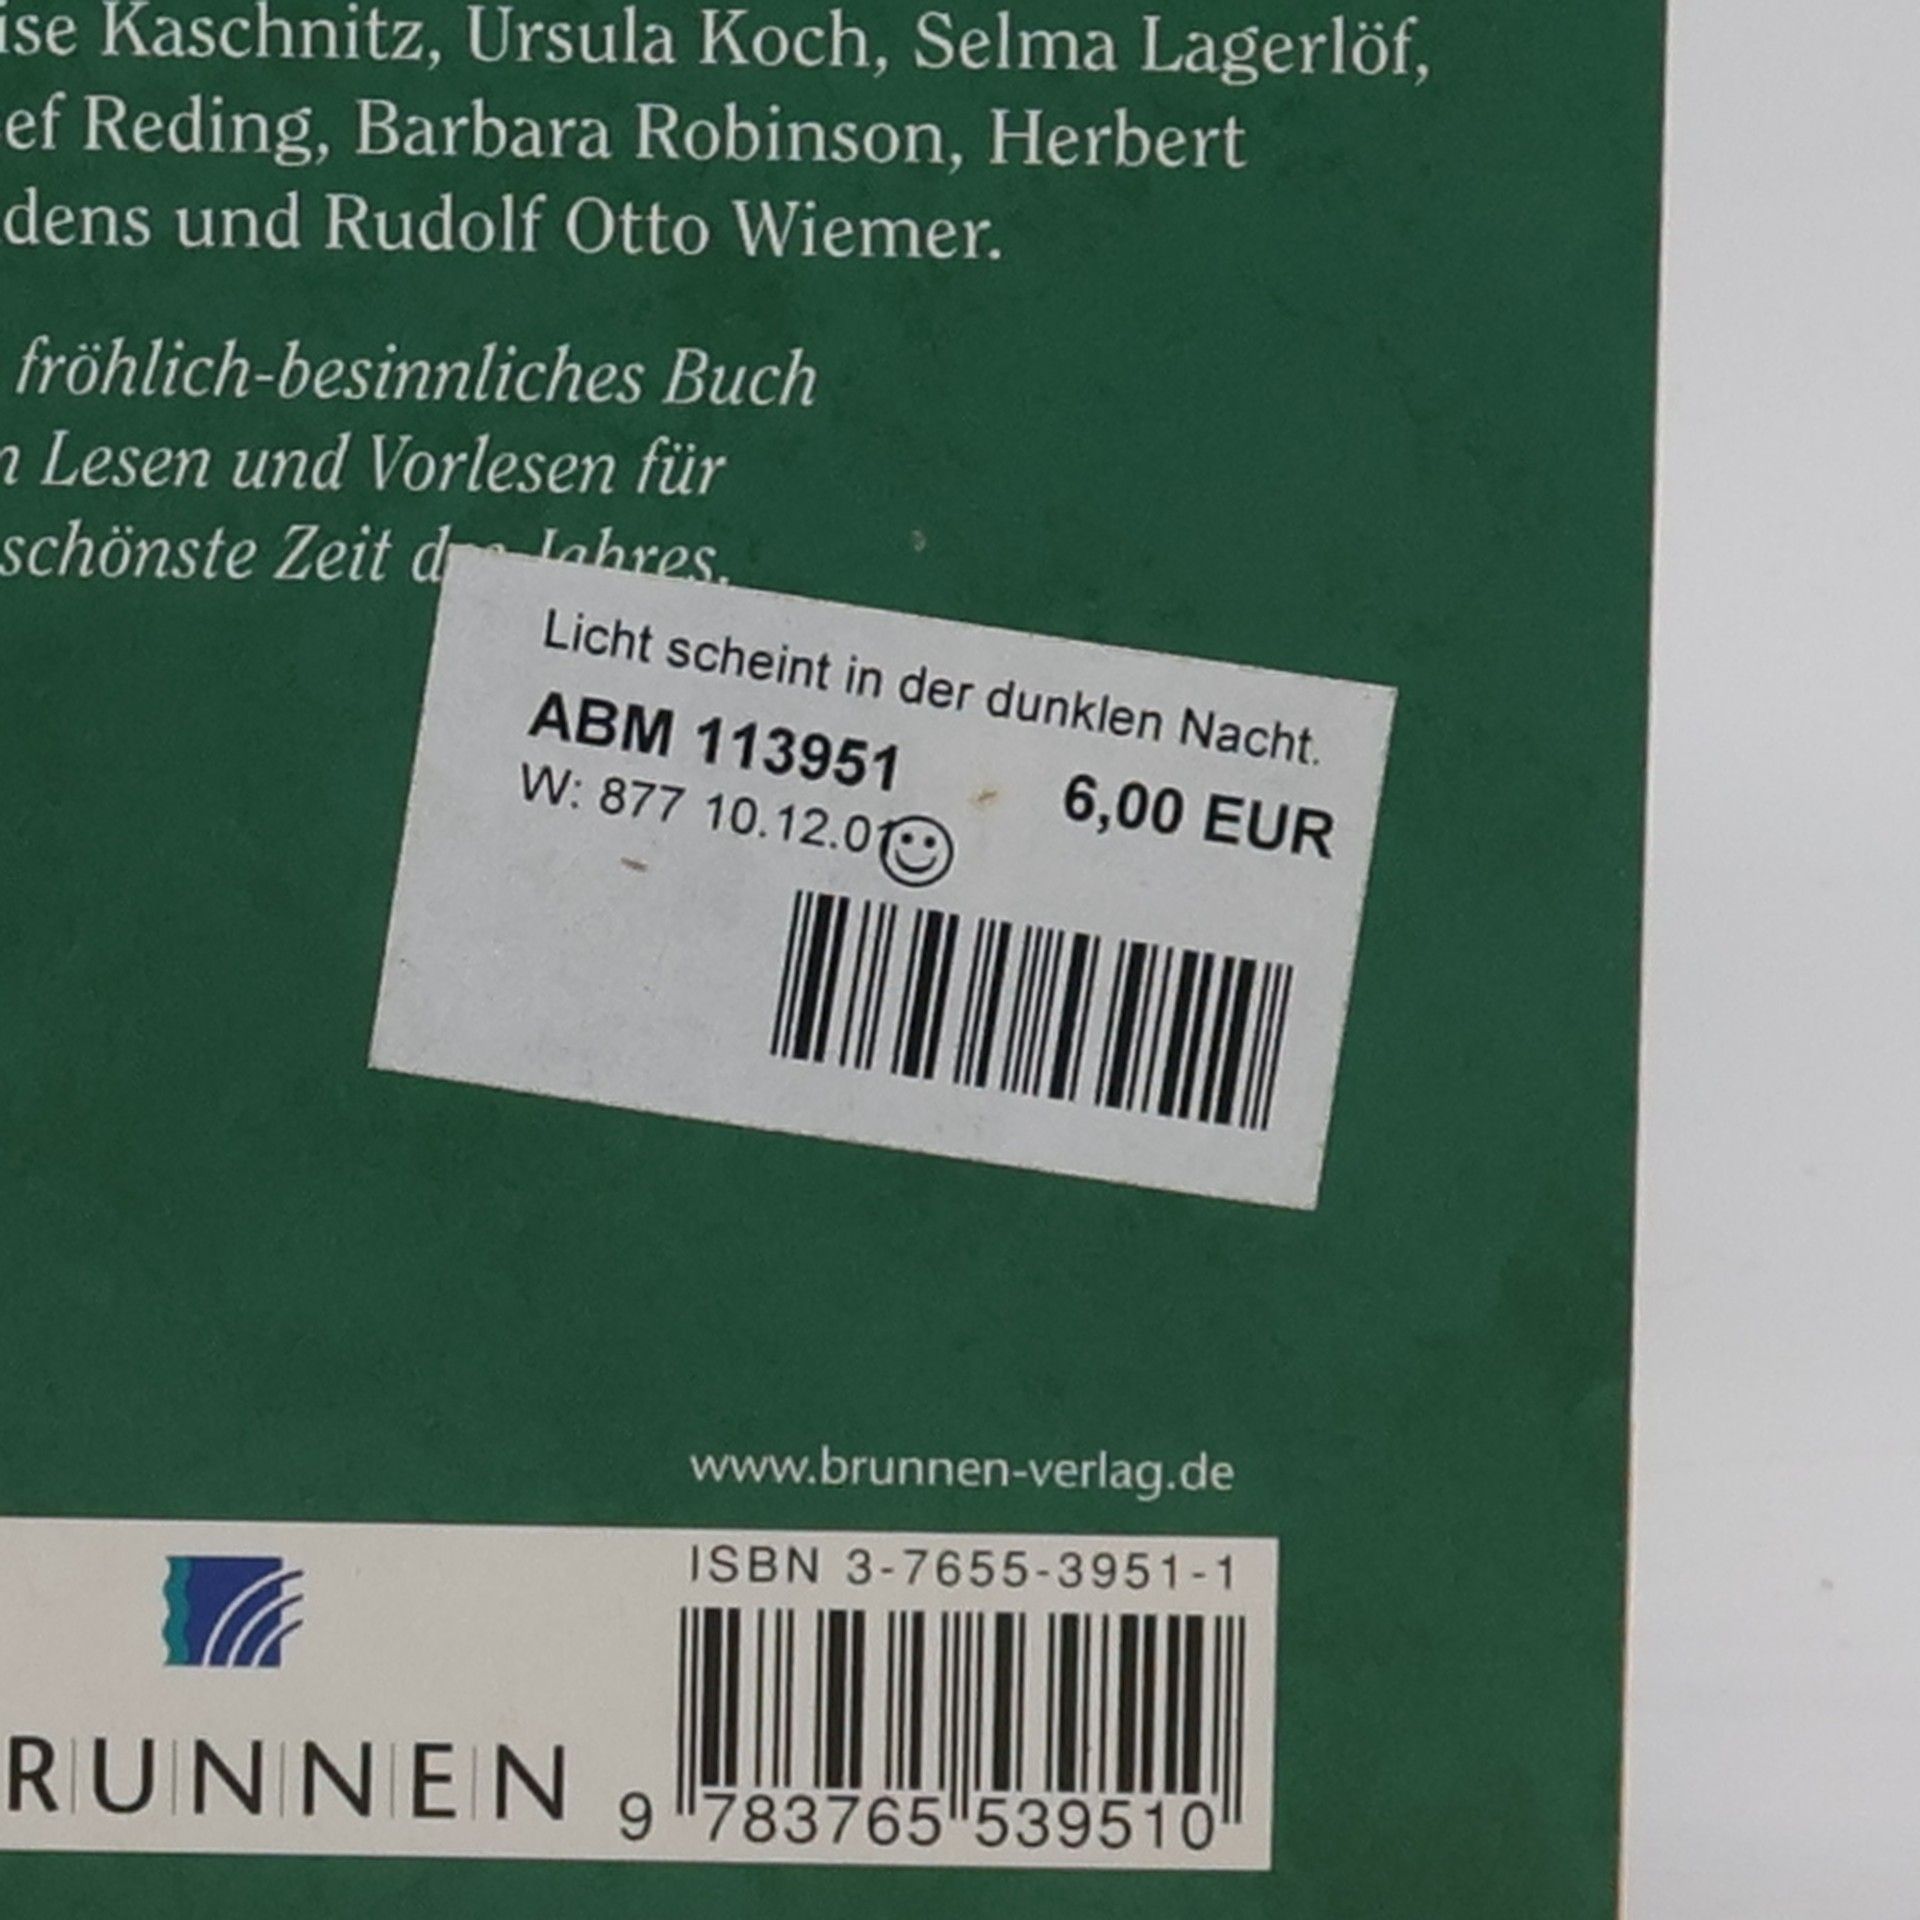 ise Kaschnitz, Ursula Koch, Selma Lagerlöf,
ef Reding, Barbara Robinson, Herbert
dens und Rudolf Otto Wiemer.
fröhlich-besinnliches Buch
n Lesen und Vorlesen für
schönste Zeit des Jahres.
Licht scheint in der dunklen Nacht.
ABM 113951
6,00 EUR
W: 877 10.12.0
www.brunnen-verlag.de
ISBN 3-7655-3951-1
RUNNEN
9 783765 539510